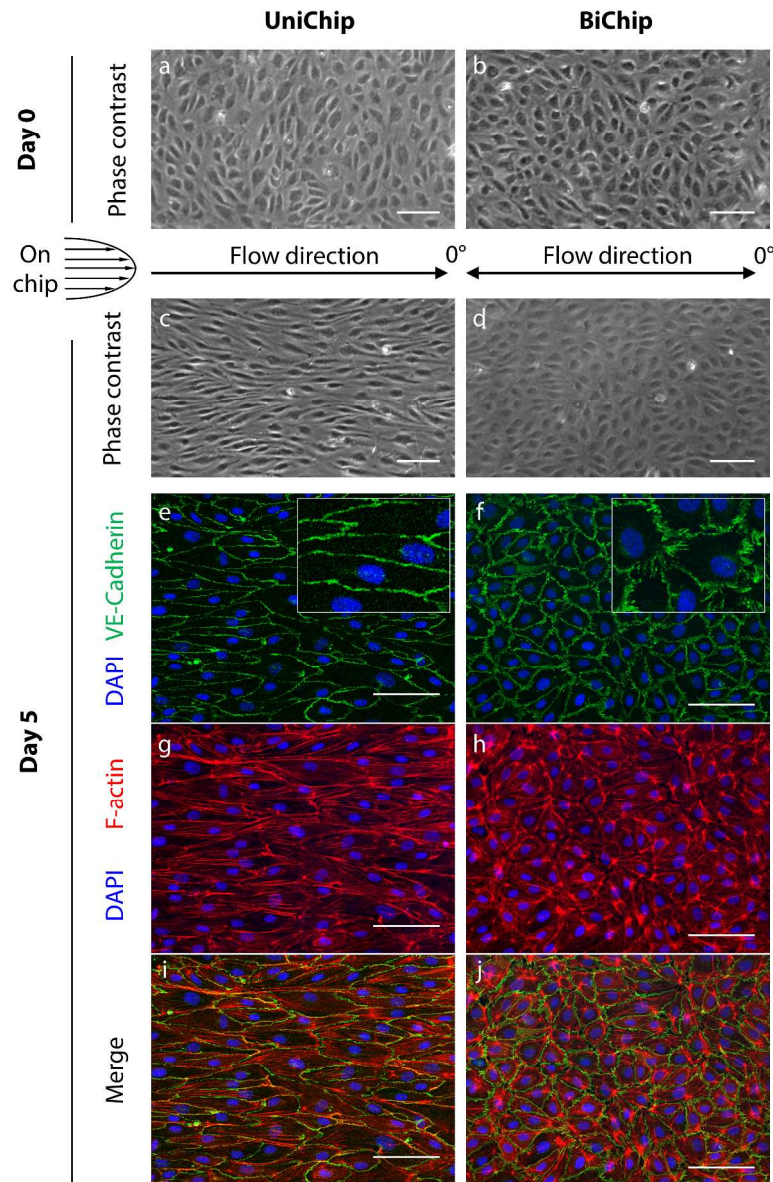 UniChip BiChip
a b
Day 0
Phase contrast
On
chip
Flow direction 0° Flow direction 0°
c d
Phase contrast
e f
DAPI VE-Cadherin
Day 5
g h
DAPI F-actin
i j
Merge